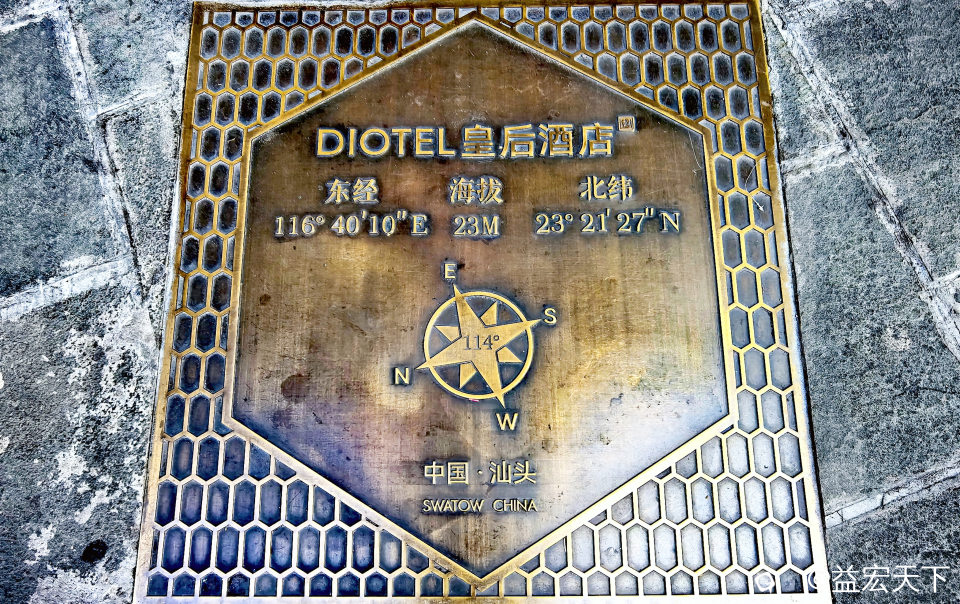 DIOTEL皇后酒店
东经 海拔 北纬
116° 40'10" E 23M 23° 21' 27" N
E
S
114°
N
W
中国·汕头
SWATOW CHINA
益宏天下